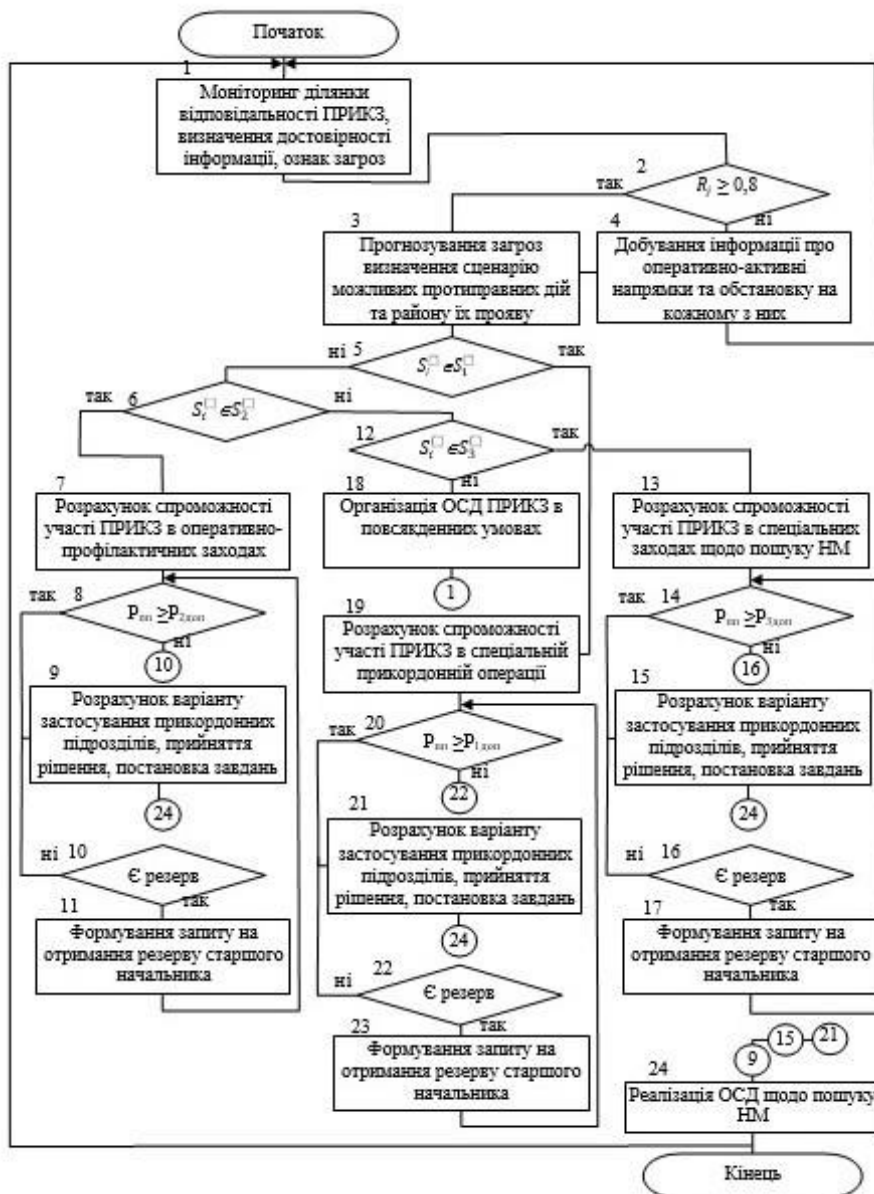 Початок
1
Моніторинг ділянки
відповідальності ПРИКЗ,
визначення достовірності
інформації, ознак загроз
2
так
R_j ≥ 0,8
ні
3
Прогнозування загроз
визначення сценарію
можливих протиправних дій
та району їх прояву
4
Добування інформації про
оперативно-активні
напрямки та обстановку на
кожному з них
ні
5
так
так
6
ні
12
так
ні
7
Розрахунок спроможності
участі ПРИКЗ в оперативно-
профілактичних заходах
18
Організація ОСД ПРИКЗ в
повсякденних умовах
1
13
Розрахунок спроможності
участі ПРИКЗ в спеціальних
заходах щодо пошуку НМ
так
8
P_пп ≥ P_2доп
ні
10
19
Розрахунок спроможності
участі ПРИКЗ в спеціальній
прикордонній операції
так
14
P_пп ≥ P_3доп
ні
16
9
Розрахунок варіанту
застосування прикордонних
підрозділів, прийняття
рішення, постановка завдань
24
так
20
P_пп ≥ P_1доп
ні
22
15
Розрахунок варіанту
застосування прикордонних
підрозділів, прийняття
рішення, постановка завдань
24
21
Розрахунок варіанту
застосування прикордонних
підрозділів, прийняття
рішення, постановка завдань
24
ні
10
Є резерв
так
11
Формування запиту на
отримання резерву старшого
начальника
ні
22
Є резерв
так
23
Формування запиту на
отримання резерву старшого
начальника
ні
16
Є резерв
так
17
Формування запиту на
отримання резерву старшого
начальника
9
15
21
24
Реалізація ОСД щодо пошуку
НМ
Кінець